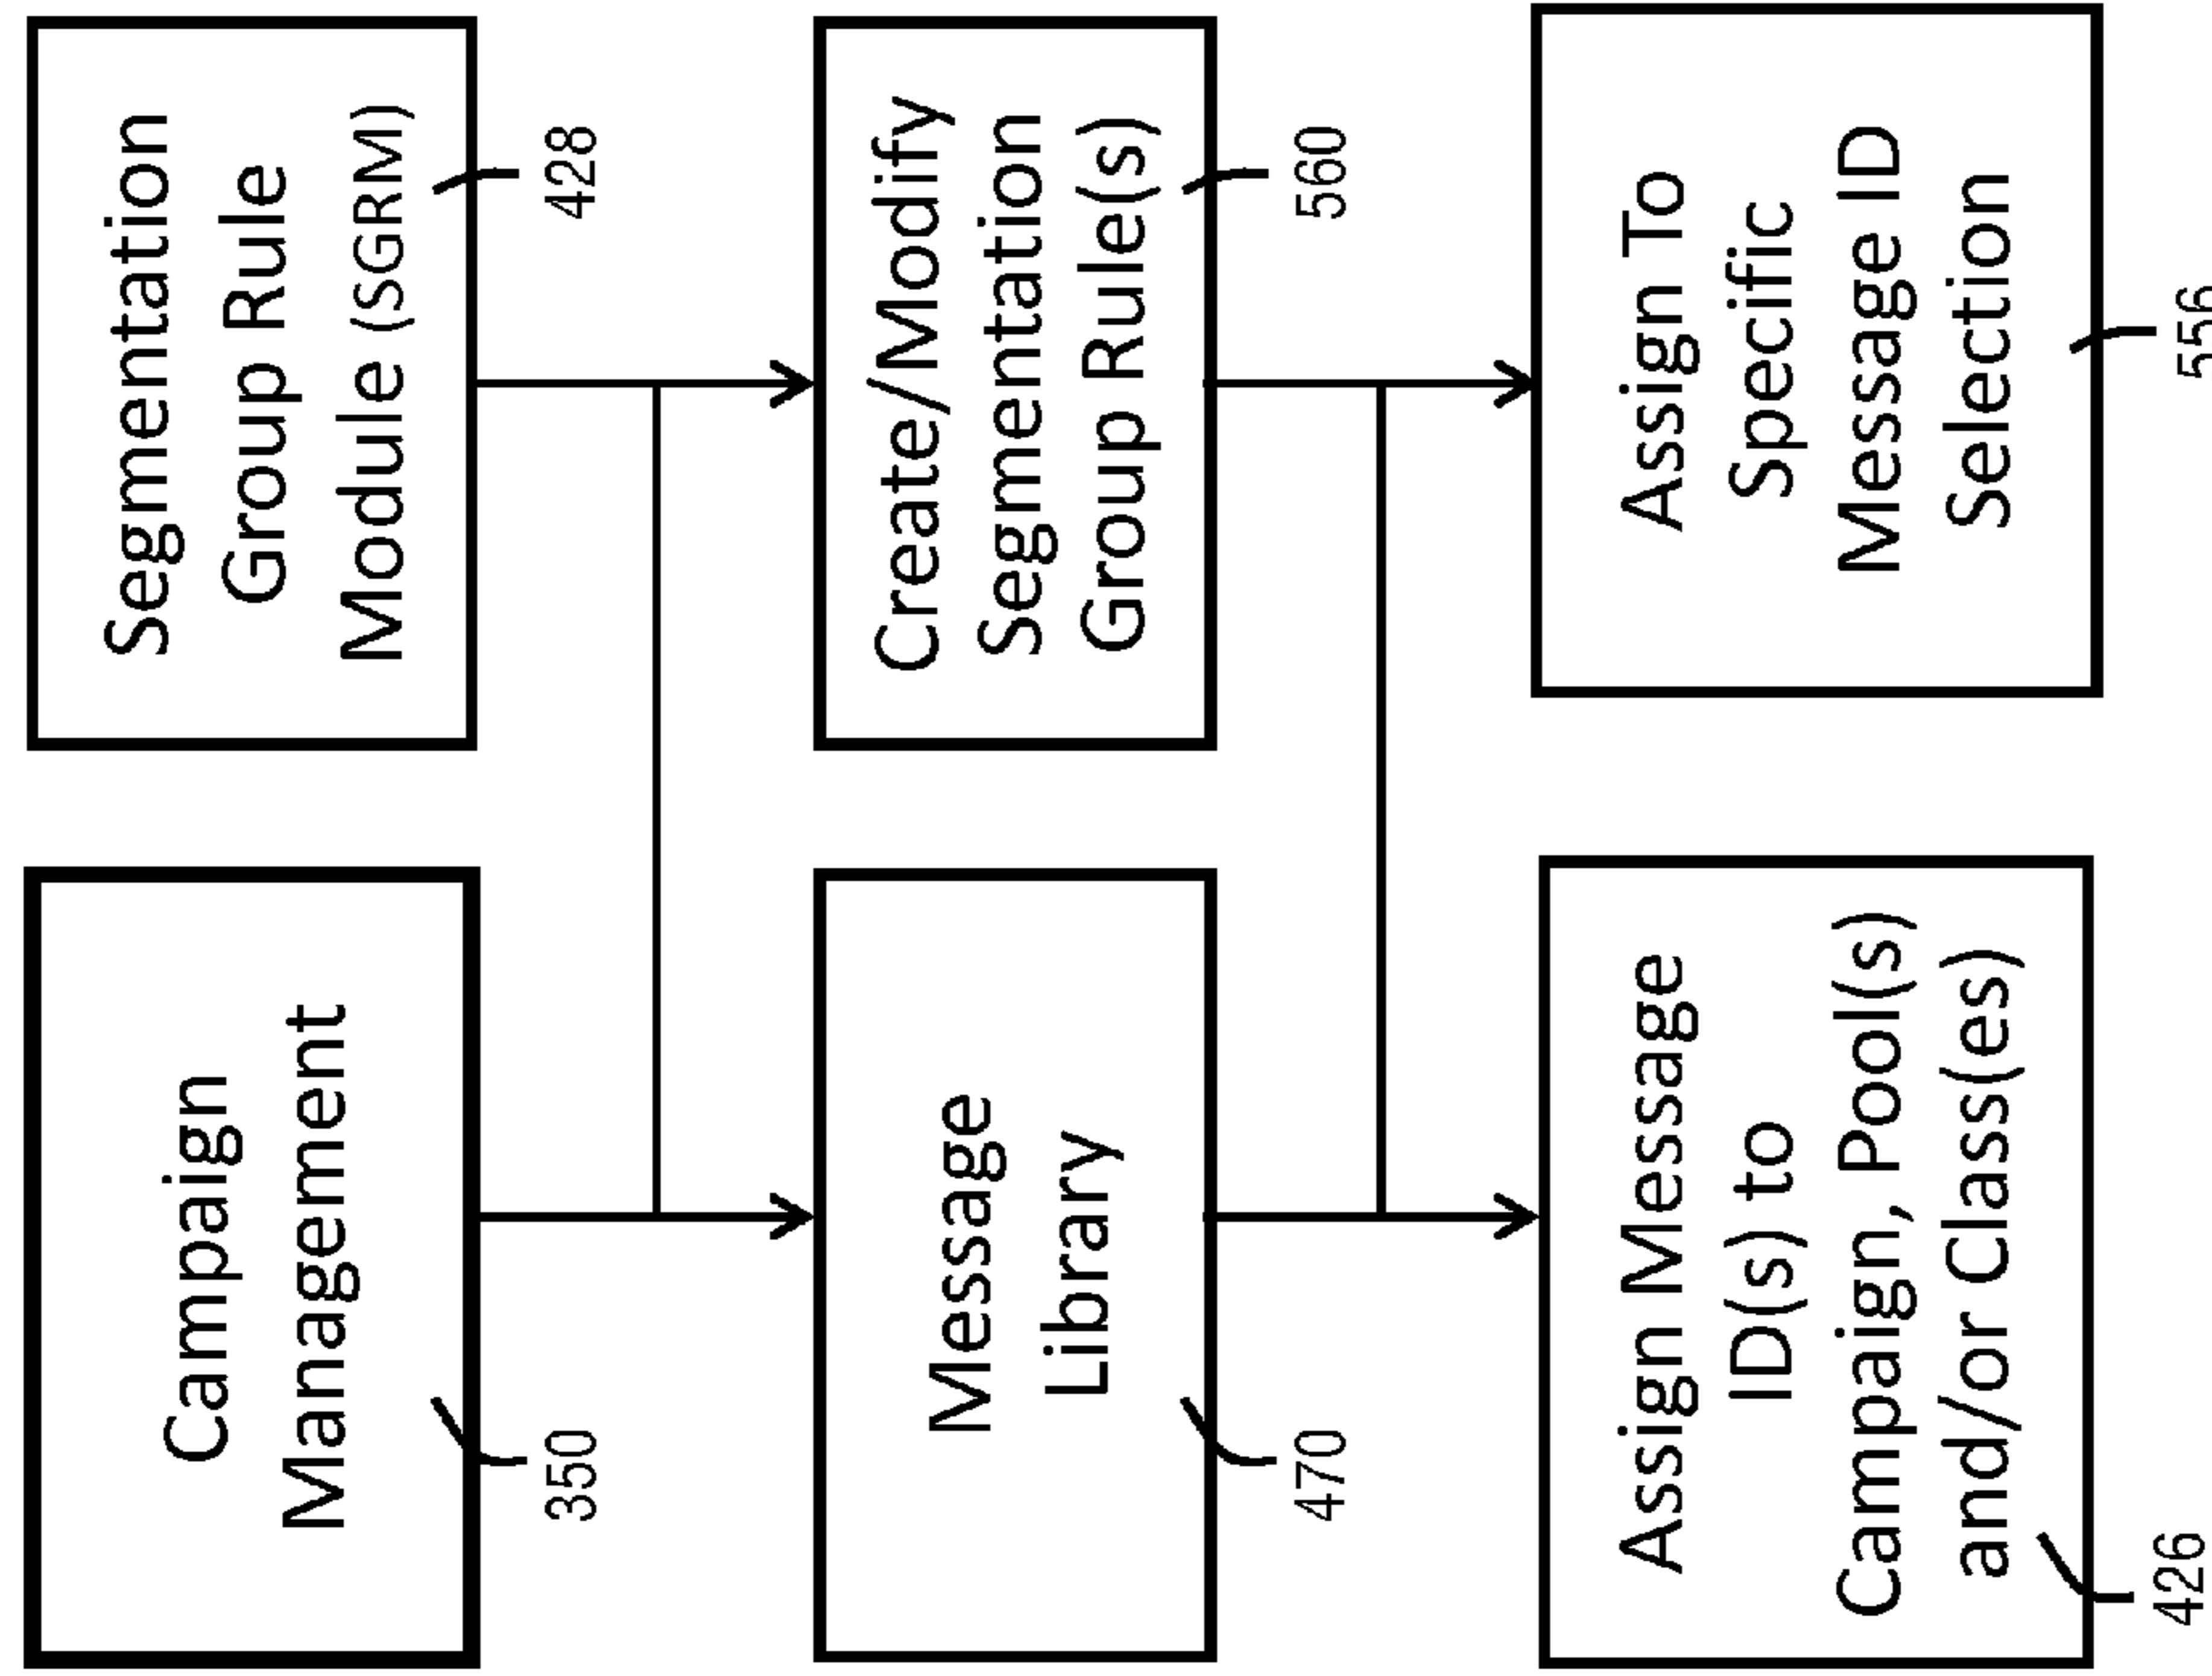 Campaign
Management
350
Message
Library
470
Assign Message
ID(s) to
Campaign, Pool(s)
and/or Class(es)
426
Segmentation
Group Rule
Module (SGRM)
428
Create/Modify
Segmentation
Group Rule(s)
560
Assign To
Specific
Message ID
Selection
556